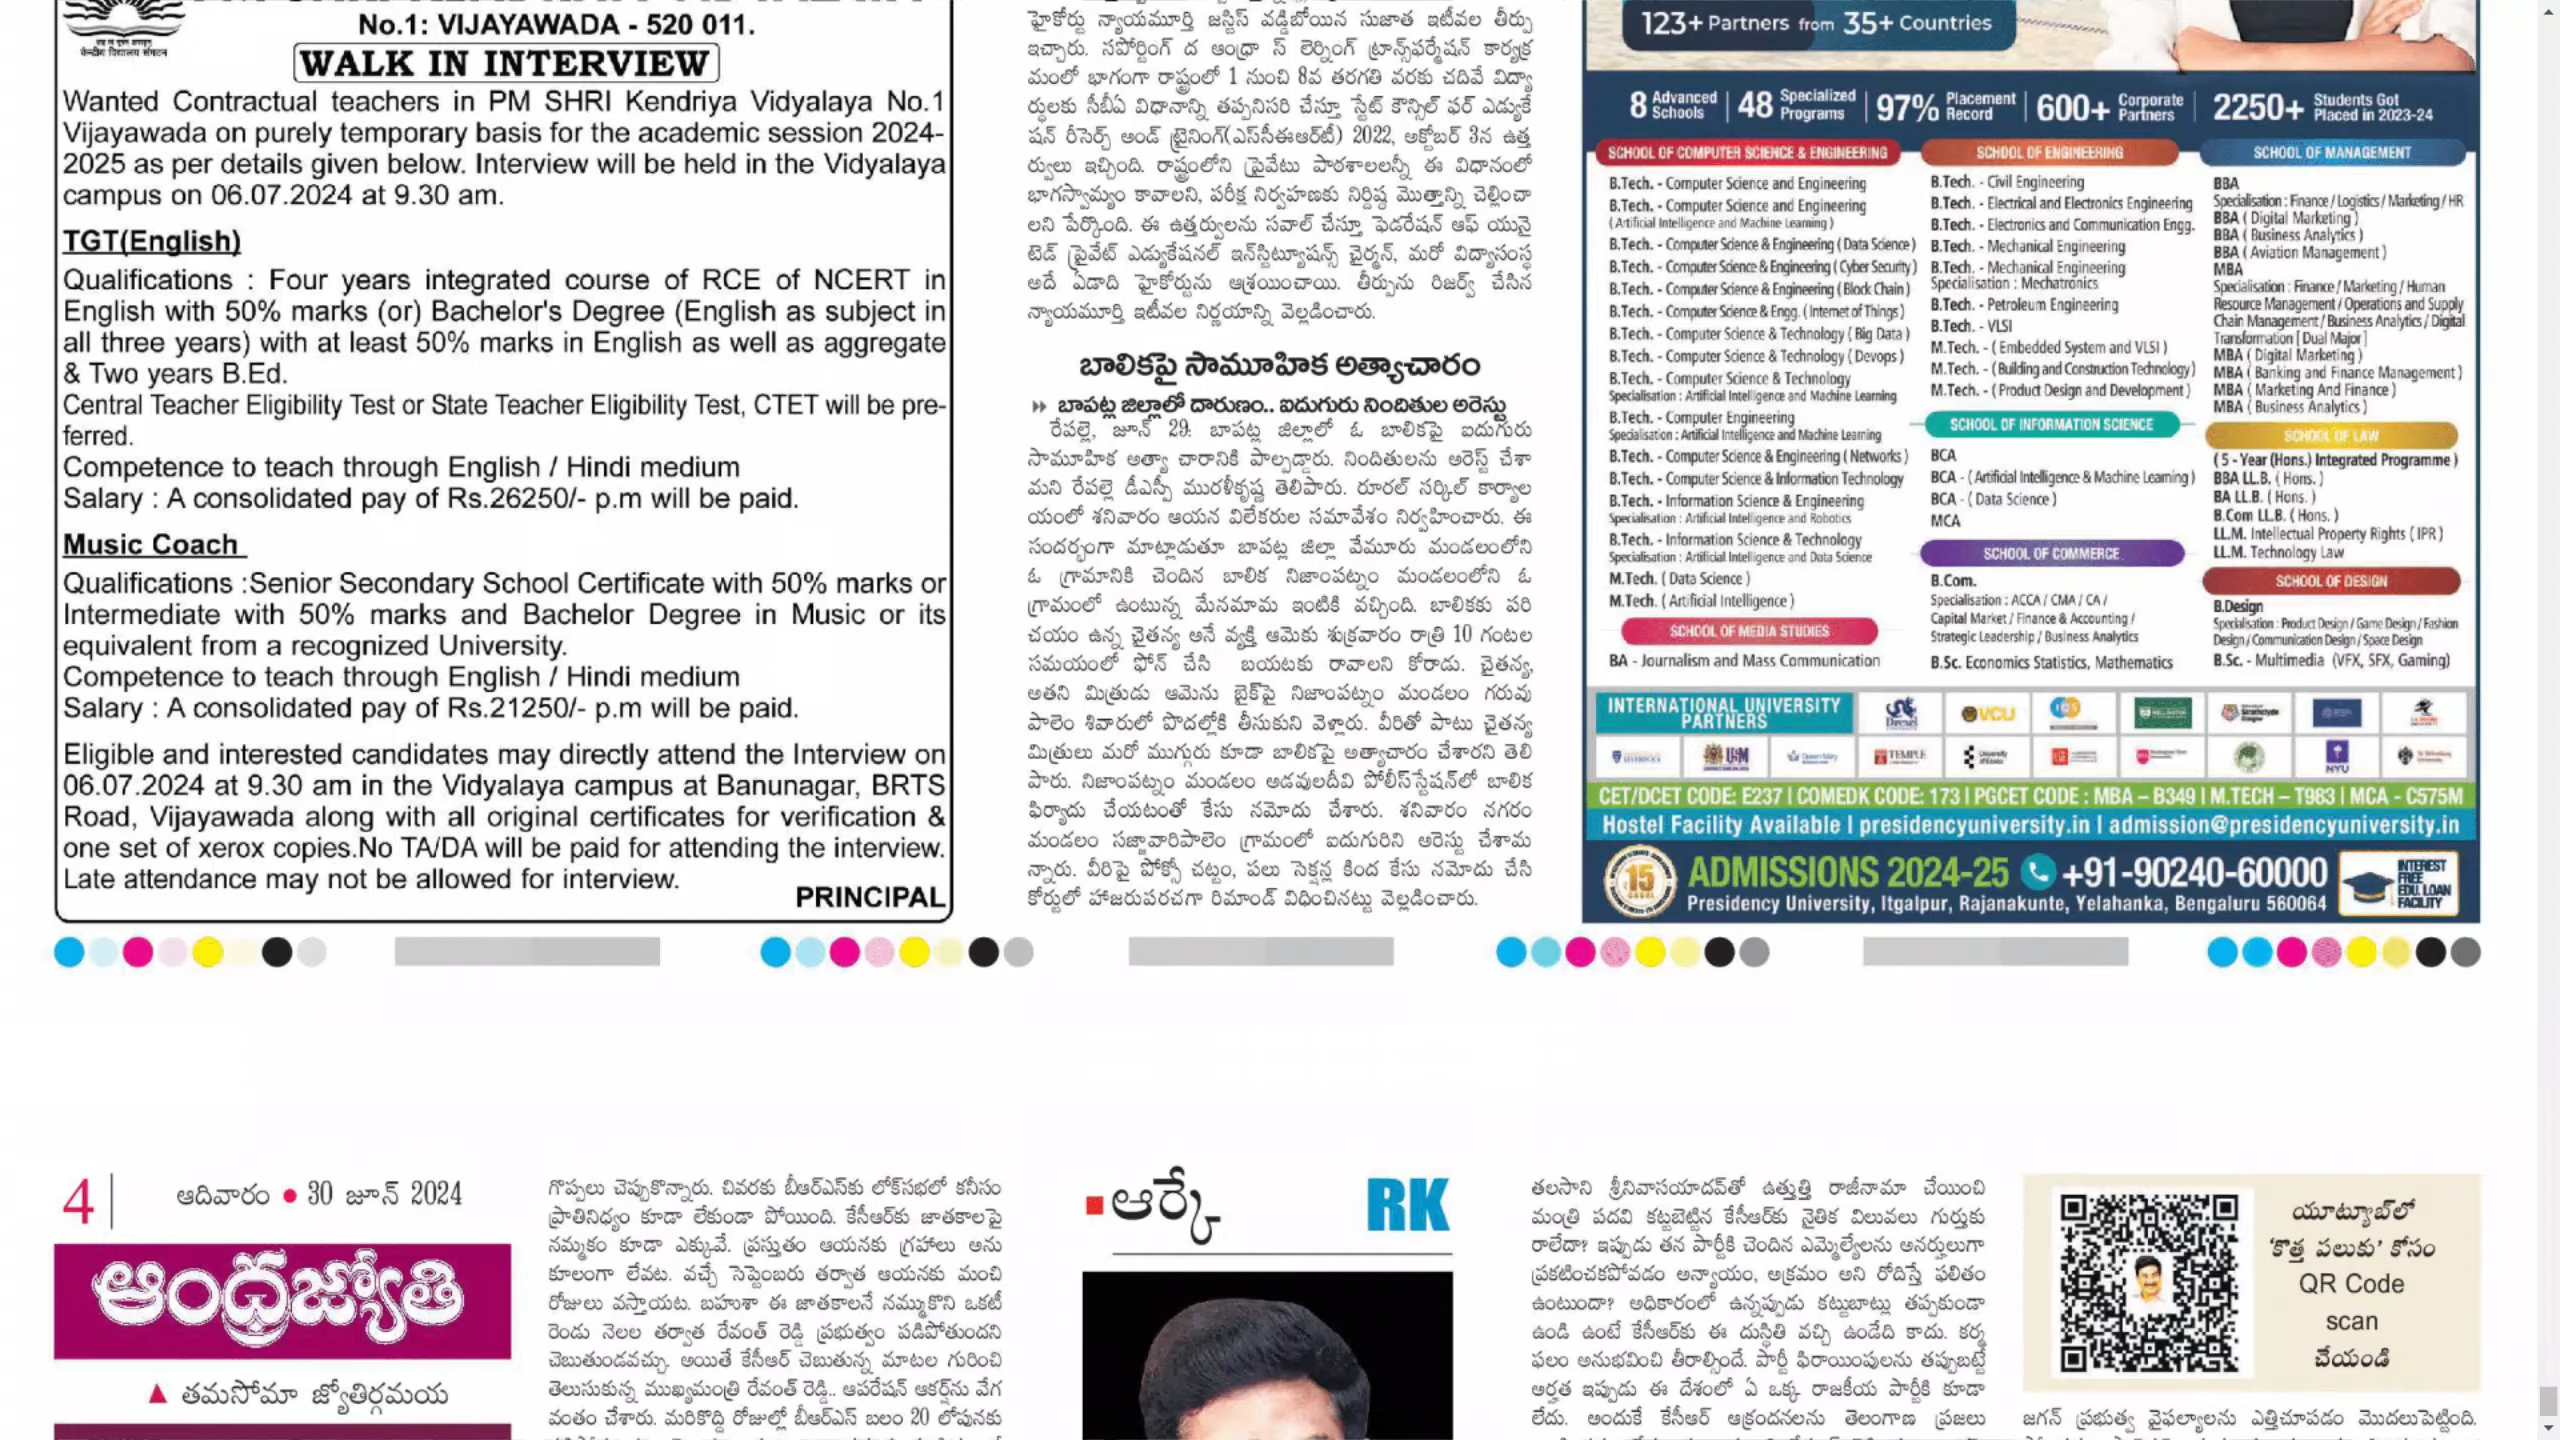 No.1: VIJAYAWADA - 520 011.
WALK IN INTERVIEW
Wanted Contractual teachers in PM SHRI Kendriya Vidyalaya No.1
Vijayawada on purely temporary basis for the academic session 2024-
2025 as per details given below. Interview will be held in the Vidyalaya
campus on 06.07.2024 at 9.30 am.
TGT(English)
Qualifications : Four years integrated course of RCE of NCERT in
English with 50% marks (or) Bachelor's Degree (English as subject in
all three years) with at least 50% marks in English as well as aggregate
& Two years B.Ed.
Central Teacher Eligibility Test or State Teacher Eligibility Test, CTET will be pre-
ferred.
Competence to teach through English / Hindi medium
Salary : A consolidated pay of Rs.26250/- p.m will be paid.
Music Coach
Qualifications :Senior Secondary School Certificate with 50% marks or
Intermediate with 50% marks and Bachelor Degree in Music or its
equivalent from a recognized University.
Competence to teach through English / Hindi medium
Salary : A consolidated pay of Rs.21250/- p.m will be paid.
Eligible and interested candidates may directly attend the Interview on
06.07.2024 at 9.30 am in the Vidyalaya campus at Banunagar, BRTS
Road, Vijayawada along with all original certificates for verification &
one set of xerox copies.No TA/DA will be paid for attending the interview.
Late attendance may not be allowed for interview.
PRINCIPAL
హైకోర్టు న్యాయమూర్తి జస్టిస్ వడ్డిబోయిన సుజాత ఇటీవల తీర్పు
ఇచ్చారు. సపోర్టింగ్ ద ఆంధ్రా స్ లెర్నింగ్ ట్రాన్స్‌ఫర్మేషన్ కార్యక్ర
మంలో భాగంగా రాష్ట్రంలో 1 నుంచి 8వ తరగతి వరకు చదివే విద్యా
ర్థులకు సీబీఏ విధానాన్ని తప్పనిసరి చేస్తూ స్టేట్ కౌన్సిల్ ఫర్ ఎడ్యుకే
షన్ రీసెర్చ్ అండ్ ట్రైనింగ్(ఎస్‌సీఈఆర్‌టీ) 2022, అక్టోబర్ 3న ఉత్త
ర్వులు ఇచ్చింది. రాష్ట్రంలోని ప్రైవేటు పాఠశాలలన్నీ ఈ విధానంలో
భాగస్వామ్యం కావాలని, పరీక్ష నిర్వహణకు నిర్దిష్ఠ మొత్తాన్ని చెల్లించా
లని పేర్కొంది. ఈ ఉత్తర్వులను సవాల్ చేస్తూ ఫెడరేషన్ ఆఫ్ యునై
టెడ్ ప్రైవేట్ ఎడ్యుకేషనల్ ఇన్‌స్టిట్యూషన్స్ చైర్మన్, మరో విద్యాసంస్థ
అదే ఏడాది హైకోర్టును ఆశ్రయించాయి. తీర్పును రిజర్వ్ చేసిన
న్యాయమూర్తి ఇటీవల నిర్ణయాన్ని వెల్లడించారు.
బాలికపై సామూహిక అత్యాచారం
బాపట్ల జిల్లాలో దారుణం.. ఐదుగురు నిందితుల అరెస్టు
రేపల్లె, జూన్ 29: బాపట్ల జిల్లాలో ఓ బాలికపై ఐదుగురు
సామూహిక అత్యా చారానికి పాల్పడ్డారు. నిందితులను అరెస్ట్ చేశా
మని రేపల్లె డీఎస్పీ మురళీకృష్ణ తెలిపారు. రూరల్ సర్కిల్ కార్యాల
యంలో శనివారం ఆయన విలేకరుల సమావేశం నిర్వహించారు. ఈ
సందర్భంగా మాట్లాడుతూ బాపట్ల జిల్లా వేమూరు మండలంలోని
ఓ గ్రామానికి చెందిన బాలిక నిజాంపట్నం మండలంలోని ఓ
గ్రామంలో ఉంటున్న మేనమామ ఇంటికి వచ్చింది. బాలికకు పరి
చయం ఉన్న చైతన్య అనే వ్యక్తి ఆమెకు శుక్రవారం రాత్రి 10 గంటల
సమయంలో ఫోన్ చేసి బయటకు రావాలని కోరాడు. చైతన్య,
అతని మిత్రుడు ఆమెను బైక్‌పై నిజాంపట్నం మండలం గరువు
పాలెం శివారులో పొదల్లోకి తీసుకుని వెళ్లారు. వీరితో పాటు చైతన్య
మిత్రులు మరో ముగ్గురు కూడా బాలికపై అత్యాచారం చేశారని తెలి
పారు. నిజాంపట్నం మండలం అడవులదీవి పోలీస్‌స్టేషన్‌లో బాలిక
ఫిర్యాదు చేయటంతో కేసు నమోదు చేశారు. శనివారం నగరం
మండలం సజ్జావారిపాలెం గ్రామంలో ఐదుగురిని అరెస్టు చేశామ
న్నారు. వీరిపై పోక్సో చట్టం, పలు సెక్షన్ల కింద కేసు నమోదు చేసి
కోర్టులో హాజరుపరచగా రిమాండ్ విధించినట్టు వెల్లడించారు.
123+ Partners from 35+ Countries
8 Advanced Schools | 48 Specialized Programs | 97% Placement Record | 600+ Corporate Partners | 2250+ Students Got Placed in 2023-24
SCHOOL OF COMPUTER SCIENCE & ENGINEERING
B.Tech. - Computer Science and Engineering
B.Tech. - Computer Science and Engineering
( Artificial Intelligence and Machine Learning )
B.Tech. - Computer Science & Engineering ( Data Science )
B.Tech. - Computer Science & Engineering ( Cyber Security )
B.Tech. - Computer Science & Engineering ( Block Chain )
B.Tech. - Computer Science & Engg. ( Internet of Things )
B.Tech. - Computer Science & Technology ( Big Data )
B.Tech. - Computer Science & Technology ( Devops )
B.Tech. - Computer Science & Technology
Specialisation : Artificial Intelligence and Machine Learning
B.Tech. - Computer Engineering
Specialisation : Artificial Intelligence and Machine Learning
B.Tech. - Computer Science & Engineering ( Networks )
B.Tech. - Computer Science & Information Technology
B.Tech. - Information Science & Engineering
Specialisation : Artificial Intelligence and Robotics
B.Tech. - Information Science & Technology
Specialisation : Artificial Intelligence and Data Science
M.Tech. ( Data Science )
M.Tech. ( Artificial Intelligence )
SCHOOL OF MEDIA STUDIES
BA - Journalism and Mass Communication
SCHOOL OF ENGINEERING
B.Tech. - Civil Engineering
B.Tech. - Electrical and Electronics Engineering
B.Tech. - Electronics and Communication Engg.
B.Tech. - Mechanical Engineering
B.Tech. - Mechanical Engineering
Specialisation : Mechatronics
B.Tech. - Petroleum Engineering
B.Tech. - VLSI
M.Tech. - ( Embedded System and VLSI )
M.Tech. - ( Building and Construction Technology )
M.Tech. - ( Product Design and Development )
SCHOOL OF INFORMATION SCIENCE
BCA
BCA - ( Artificial Intelligence & Machine Learning )
BCA - ( Data Science )
MCA
SCHOOL OF COMMERCE
B.Com.
Specialisation : ACCA / CMA / CA /
Capital Market / Finance & Accounting /
Strategic Leadership / Business Analytics
B.Sc. Economics Statistics, Mathematics
SCHOOL OF MANAGEMENT
BBA
Specialisation : Finance / Logistics / Marketing / HR
BBA ( Digital Marketing )
BBA ( Business Analytics )
BBA ( Aviation Management )
MBA
Specialisation : Finance / Marketing / Human
Resource Management / Operations and Supply
Chain Management / Business Analytics / Digital
Transformation [ Dual Major ]
MBA ( Digital Marketing )
MBA ( Banking and Finance Management )
MBA ( Marketing And Finance )
MBA ( Business Analytics )
SCHOOL OF LAW
( 5 - Year (Hons.) Integrated Programme )
BBA LL.B. ( Hons. )
BA LL.B. ( Hons. )
B.Com LL.B. ( Hons. )
LL.M. Intellectual Property Rights ( IPR )
LL.M. Technology Law
SCHOOL OF DESIGN
B.Design
Specialisation : Product Design / Game Design / Fashion
Design / Communication Design / Space Design
B.Sc. - Multimedia (VFX, SFX, Gaming)
INTERNATIONAL UNIVERSITY
PARTNERS
VCU
TEMPLE
NYU
CET/DCET CODE: E237 | COMEDK CODE: 173 | PGCET CODE : MBA – B349 | M.TECH – T983 | MCA - C575M
Hostel Facility Available | presidencyuniversity.in | admission@presidencyuniversity.in
15
ADMISSIONS 2024-25 +91-90240-60000
Presidency University, Itgalpur, Rajanakunte, Yelahanka, Bengaluru 560064
INTEREST
FREE
EDU. LOAN
FACILITY
4
ఆదివారం ● 30 జూన్ 2024
ఆంధ్రజ్యోతి
▲ తమసోమా జ్యోతిర్గమయ
గొప్పలు చెప్పుకొన్నారు. చివరకు బీఆర్‌ఎస్‌కు లోక్‌సభలో కనీసం
ప్రాతినిధ్యం కూడా లేకుండా పోయింది. కేసీఆర్‌కు జాతకాలపై
నమ్మకం కూడా ఎక్కువే. ప్రస్తుతం ఆయనకు గ్రహాలు అను
కూలంగా లేవట. వచ్చే సెప్టెంబరు తర్వాత ఆయనకు మంచి
రోజులు వస్తాయట. బహుశా ఈ జాతకాలనే నమ్ముకొని ఒకటీ
రెండు నెలల తర్వాత రేవంత్ రెడ్డి ప్రభుత్వం పడిపోతుందని
చెబుతుండవచ్చు. అయితే కేసీఆర్ చెబుతున్న మాటల గురించి
తెలుసుకున్న ముఖ్యమంత్రి రేవంత్ రెడ్డి.. ఆపరేషన్ ఆకర్ష్‌ను వేగ
వంతం చేశారు. మరికొద్ది రోజుల్లో బీఆర్‌ఎస్ బలం 20 లోపునకు
ఆర్కే
RK
తలసాని శ్రీనివాసయాదవ్‌తో ఉత్తుత్తి రాజీనామా చేయించి
మంత్రి పదవి కట్టబెట్టిన కేసీఆర్‌కు నైతిక విలువలు గుర్తుకు
రాలేదా? ఇప్పుడు తన పార్టీకి చెందిన ఎమ్మెల్యేలను అనర్హులుగా
ప్రకటించకపోవడం అన్యాయం, అక్రమం అని రోదిస్తే ఫలితం
ఉంటుందా? అధికారంలో ఉన్నప్పుడు కట్టుబాట్లు తప్పకుండా
ఉండి ఉంటే కేసీఆర్‌కు ఈ దుస్థితి వచ్చి ఉండేది కాదు. కర్మ
ఫలం అనుభవించి తీరాల్సిందే. పార్టీ ఫిరాయింపులను తప్పుబట్టే
అర్హత ఇప్పుడు ఈ దేశంలో ఏ ఒక్క రాజకీయ పార్టీకి కూడా
లేదు. అందుకే కేసీఆర్ ఆక్రందనలను తెలంగాణ ప్రజలు
యూట్యూబ్‌లో
‘కొత్త పలుకు’ కోసం
QR Code
scan
చేయండి
జగన్ ప్రభుత్వ వైఫల్యాలను ఎత్తిచూపడం మొదలుపెట్టింది.